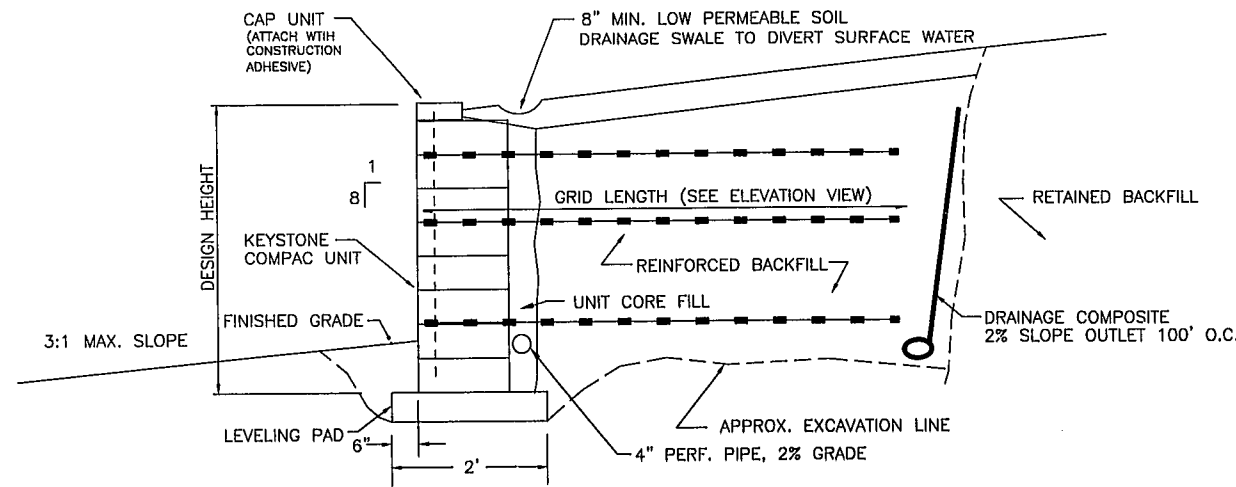 CAP UNIT
(ATTACH WTIH
CONSTRUCTION
ADHESIVE)
8" MIN. LOW PERMEABLE SOIL
DRAINAGE SWALE TO DIVERT SURFACE WATER
DESIGN HEIGHT
1
8
GRID LENGTH (SEE ELEVATION VIEW)
RETAINED BACKFILL
KEYSTONE
COMPAC UNIT
REINFORCED BACKFILL
UNIT CORE FILL
FINISHED GRADE
3:1 MAX. SLOPE
DRAINAGE COMPOSITE
2% SLOPE OUTLET 100' O.C.
LEVELING PAD
6"
2'
APPROX. EXCAVATION LINE
4" PERF. PIPE, 2% GRADE